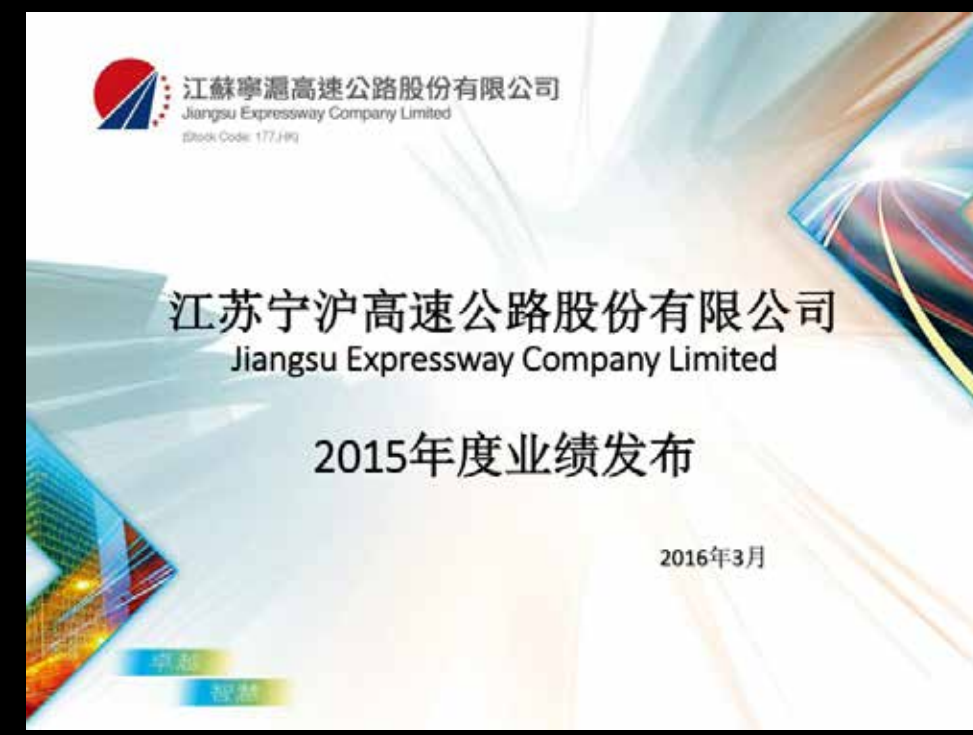 江蘇寧滬高速公路股份有限公司
Jiangsu Expressway Company Limited
(Stock Code: 177.HK)
江苏宁沪高速公路股份有限公司
Jiangsu Expressway Company Limited
2015年度业绩发布
2016年3月
卓越
智慧